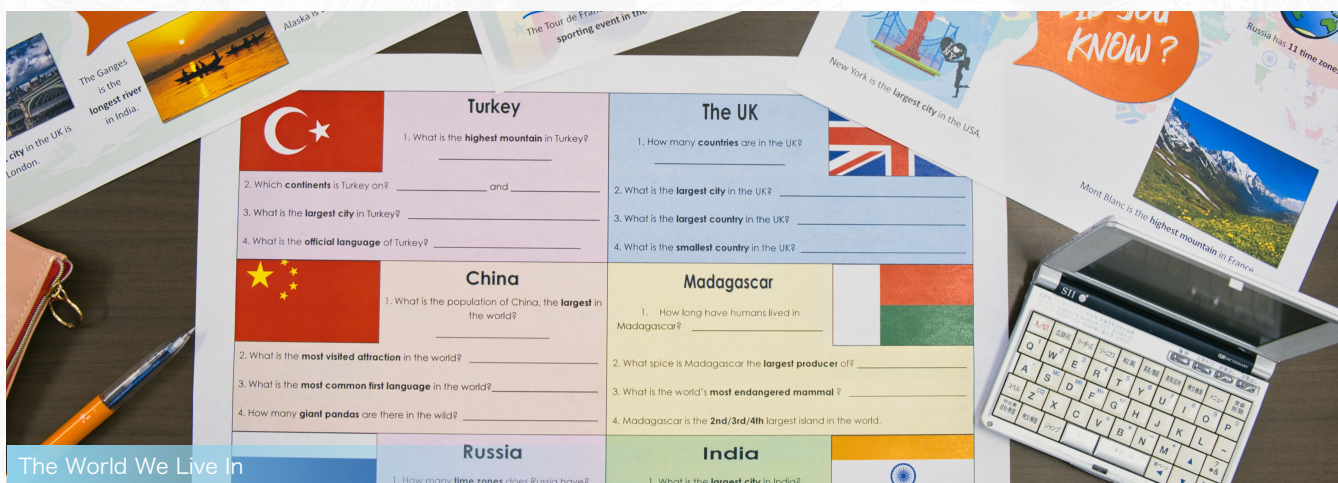 Alaska is
The Ganges
is the
longest river
in India.
city in the UK is
London.
The Tour de Fran
sporting event in the
New York is the largest city in the USA.
DID YOU
KNOW?
Russia has 11 time zone
Mont Blanc is the highest mountain in France
Turkey
1. What is the highest mountain in Turkey?
2. Which continents is Turkey on? and
3. What is the largest city in Turkey?
4. What is the official language of Turkey?
The UK
1. How many countries are in the UK?
2. What is the largest city in the UK?
3. What is the largest country in the UK?
4. What is the smallest country in the UK?
China
1. What is the population of China, the largest in
the world?
2. What is the most visited attraction in the world?
3. What is the most common first language in the world?
4. How many giant pandas are there in the wild?
Madagascar
1. How long have humans lived in
Madagascar?
2. What spice is Madagascar the largest producer of?
3. What is the world's most endangered mammal ?
4. Madagascar is the 2nd/3rd/4th largest island in the world.
Russia
1. How many time zones does Russia have?
India
1. What is the largest city in India?
SII
Q W E R T Y U I O P
A S D F G H J K L -
Z X C V B N M
ジャンプ
The World We Live In